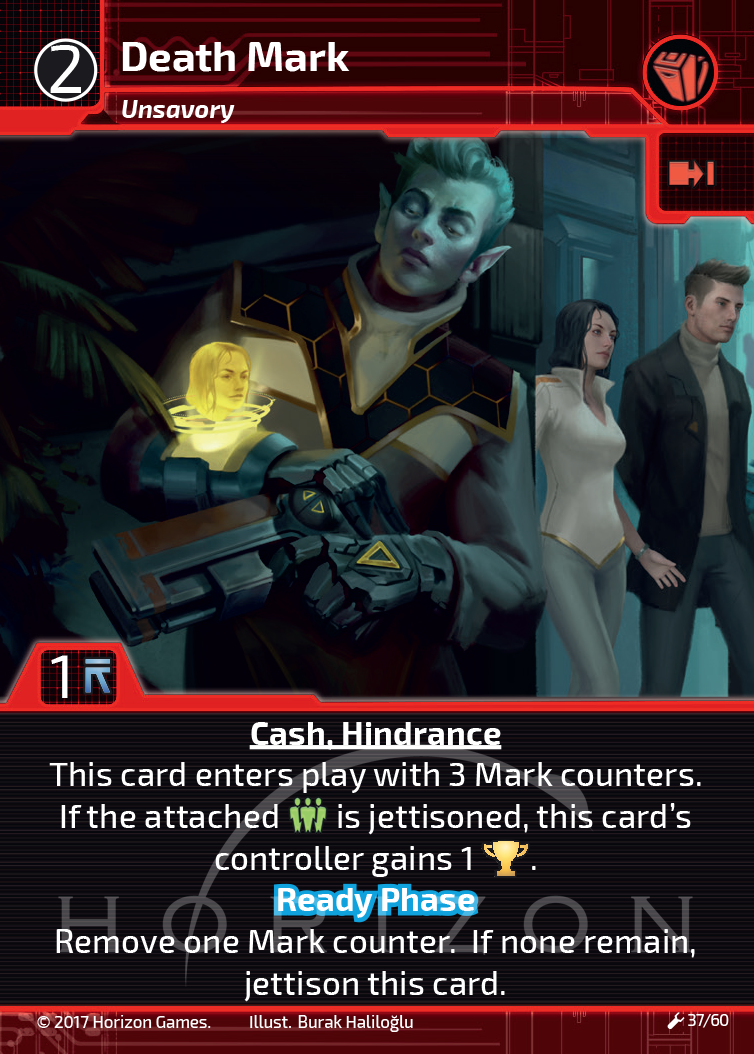 2
Death Mark
Unsavory
1
Cash, Hindrance
This card enters play with 3 Mark counters.
If the attached is jettisoned, this card's
controller gains 1 .
Ready Phase
HORIZON
Remove one Mark counter. If none remain,
jettison this card.
© 2017 Horizon Games. Illust. Burak Haliloğlu 37/60